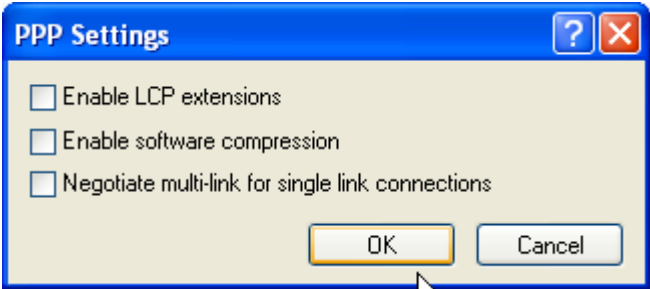 PPP Settings
Enable LCP extensions
Enable software compression
Negotiate multi-link for single link connections
OK Cancel